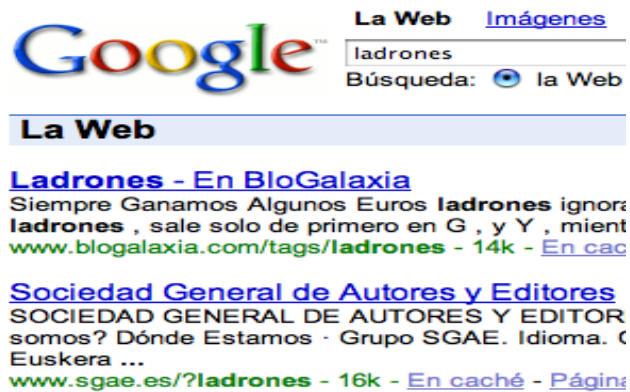 Google™
La Web Imágenes
ladrones
Búsqueda: la Web
La Web
Ladrones - En BloGalaxia
Siempre Ganamos Algunos Euros ladrones
ladrones , sale solo de primero en G , y Y ,
www.blogalaxia.com/tags/ladrones - 14k - En
Sociedad General de Autores y Editores
SOCIEDAD GENERAL DE AUTORES Y
somos? Dónde Estamos · Grupo SGAE. Idioma.
Euskera ...
www.sgae.es/?ladrones - 16k - En caché -